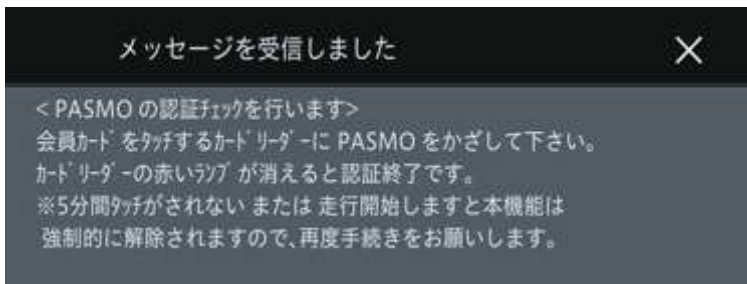 メッセージを受信しました
< PASMO の認証ﾁｪｯｸを行います>
会員ｶｰﾄﾞをﾀｯﾁするｶｰﾄﾞﾘｰﾀﾞｰに PASMO をかざして下さい。
ｶｰﾄﾞﾘｰﾀﾞｰの赤いﾗﾝﾌﾟが消えると認証終了です。
※5分間ﾀｯﾁがされない または 走行開始しますと本機能は
強制的に解除されますので、再度手続きをお願いします。